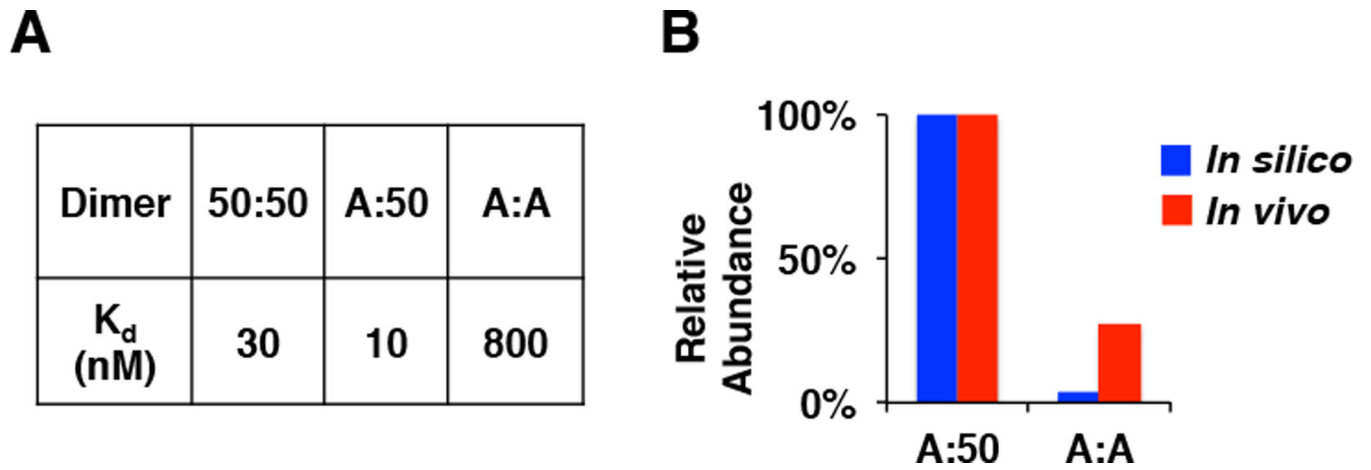 A
Dimer 50:50 A:50 A:A
Kd (nM) 30 10 800
B
Relative Abundance
100%
50%
0%
A:50 A:A
In silico
In vivo